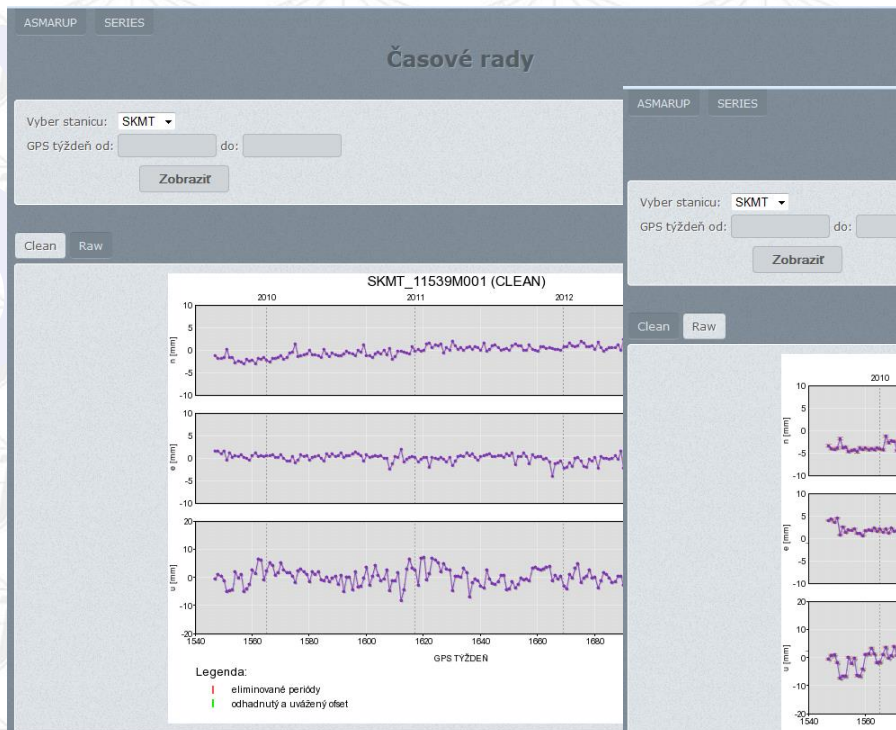 ASMARUP SERIES
Časové rady
Vyber stanicu: SKMT
GPS týždeň od: do:
Zobraziť
Clean Raw
SKMT_11539M001 (CLEAN)
2010 2011 2012
10
5
0
-5
-10
n [mm]
10
5
0
-5
-10
e [mm]
20
10
0
-10
-20
u [mm]
1540 1560 1580 1600 1620 1640 1660 1680
GPS TÝŽDEŇ
Legenda:
eliminované periódy
odhadnutý a uvážený ofset
ASMARUP SERIES
Vyber stanicu: SKMT
GPS týždeň od: do:
Zobraziť
Clean Raw
2010
10
5
0
-5
-10
n [mm]
10
5
0
-5
-10
e [mm]
20
10
0
-10
-20
u [mm]
1540 1560